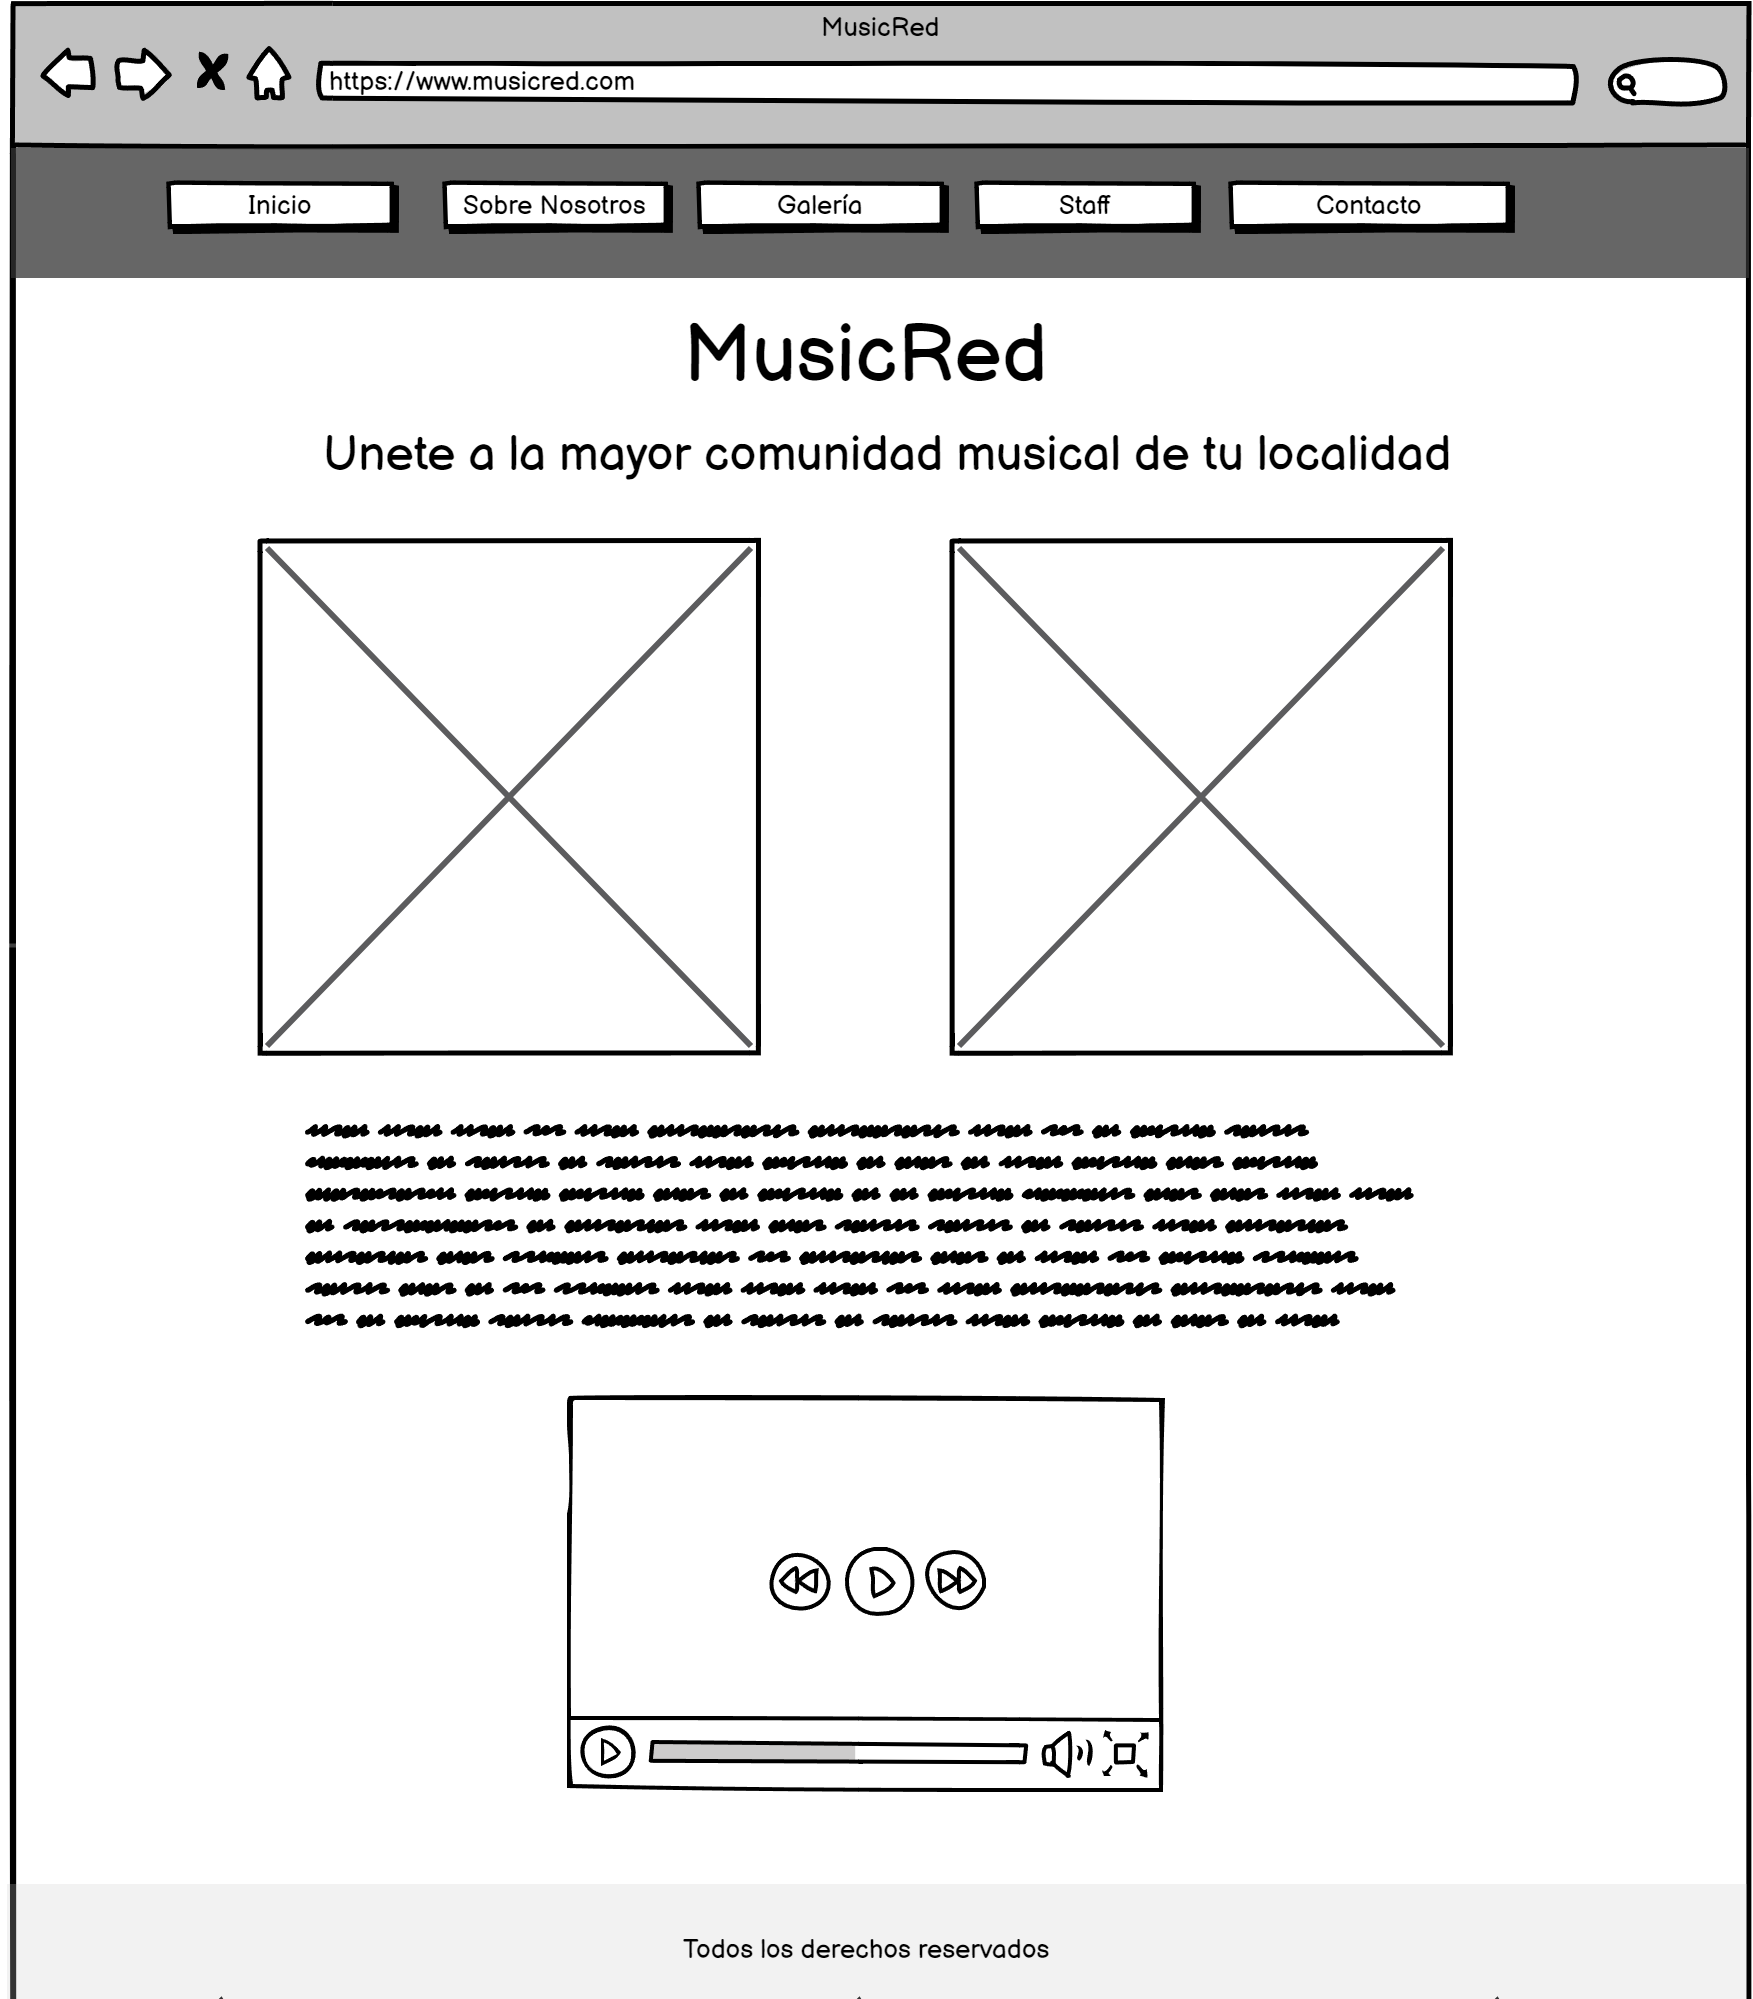 MusicRed
https://www.musicred.com
Inicio Sobre Nosotros Galería Staff Contacto
MusicRed
Unete a la mayor comunidad musical de tu localidad
Todos los derechos reservados